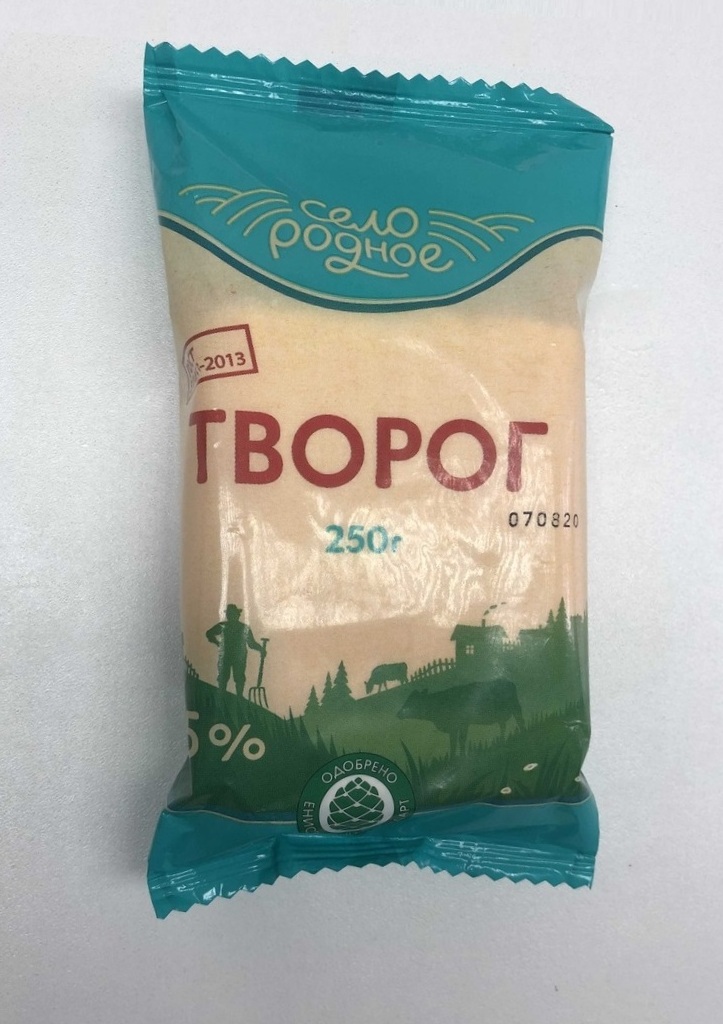 село
родное
-2013
ТВОРОГ
250г
070820
5%
ОДОБРЕНО